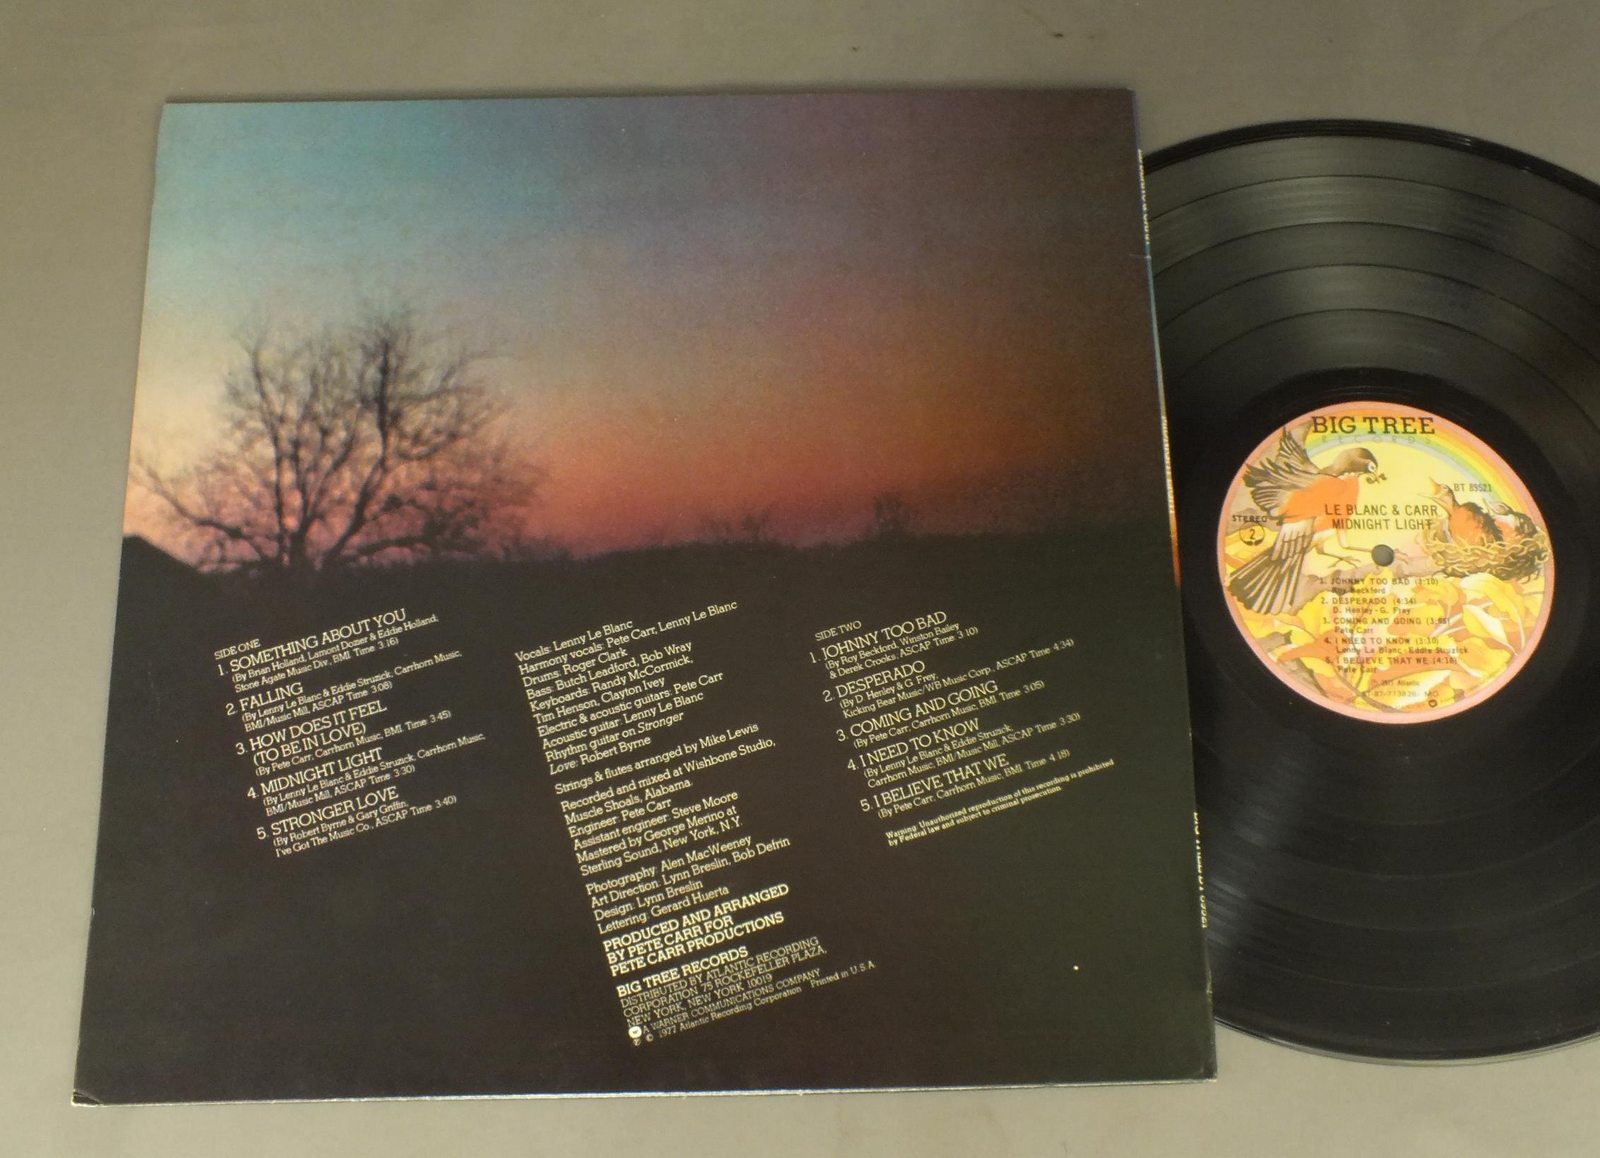 SIDE ONE
1. SOMETHING ABOUT YOU
(By Brian Holland, Lamont Dozier & Eddie Holland,
Stone Agate Music Div., BMI Time 3:16)
2. FALLING
(By Lenny Le Blanc & Eddie Struzick, Carrhorn Music,
BMI/Music Mill, ASCAP Time 3:08)
3. HOW DOES IT FEEL
(TO BE IN LOVE)
(By Pete Carr, Carrhorn Music, BMI. Time 3:45)
4. MIDNIGHT LIGHT
(By Lenny Le Blanc & Eddie Struzick, Carrhorn Music,
BMI/Music Mill, ASCAP Time 3:30)
5. STRONGER LOVE
(By Robert Byrne & Gary Griffin,
I've Got The Music Co., ASCAP Time 3:40)
Vocals: Lenny Le Blanc
Harmony vocals: Pete Carr, Lenny Le Blanc
Drums: Roger Clark
Bass: Butch Leadford, Bob Wray
Keyboards: Randy McCormick,
Tim Henson, Clayton Ivey
Electric & acoustic guitars: Pete Carr
Acoustic guitar: Lenny Le Blanc
Rhythm guitar on Stronger
Love: Robert Byrne
Strings & flutes arranged by Mike Lewis
Recorded and mixed at Wishbone Studio,
Muscle Shoals, Alabama.
Engineer: Pete Carr
Assistant engineer: Steve Moore
Mastered by George Merino at
Sterling Sound, New York, N.Y.
Photography: Alen MacWeeney
Art Direction: Lynn Breslin, Bob Defrin
Design: Lynn Breslin
Lettering: Gerard Huerta
PRODUCED AND ARRANGED
BY PETE CARR FOR
PETE CARR PRODUCTIONS
BIG TREE RECORDS
DISTRIBUTED BY ATLANTIC RECORDING
CORPORATION 75 ROCKEFELLER PLAZA,
NEW YORK, NEW YORK 10019
A WARNER COMMUNICATIONS COMPANY
℗ © 1977 Atlantic Recording Corporation Printed in U.S.A.
SIDE TWO
1. JOHNNY TOO BAD
(By Roy Beckford, Winston Bailey
& Derek Crooks, ASCAP Time 3:10)
2. DESPERADO
(By D. Henley & G. Frey,
Kicking Bear Music/WB Music Corp., ASCAP Time 4:34)
3. COMING AND GOING
(By Pete Carr, Carrhorn Music, BMI Time 3:05)
4. I NEED TO KNOW
(By Lenny Le Blanc & Eddie Struzick,
Carrhorn Music, BMI/Music Mill, ASCAP Time 3:30)
5. I BELIEVE THAT WE
(By Pete Carr, Carrhorn Music, BMI Time 4:18)
Warning: Unauthorized reproduction of this recording is prohibited
by Federal law and subject to criminal prosecution
BIG TREE
RECORDS
BT 89521
STEREO
2
LE BLANC & CARR
MIDNIGHT LIGHT
1. JOHNNY TOO BAD (3:10)
Roy Beckford
2. DESPERADO (4:34)
D. Henley - G. Frey
3. COMING AND GOING (3:05)
Pete Carr
4. I NEED TO KNOW (3:30)
Lenny La Blanc - Eddie Struzick
5. I BELIEVE THAT WE (4:18)
Pete Carr
℗ 1977 Atlantic